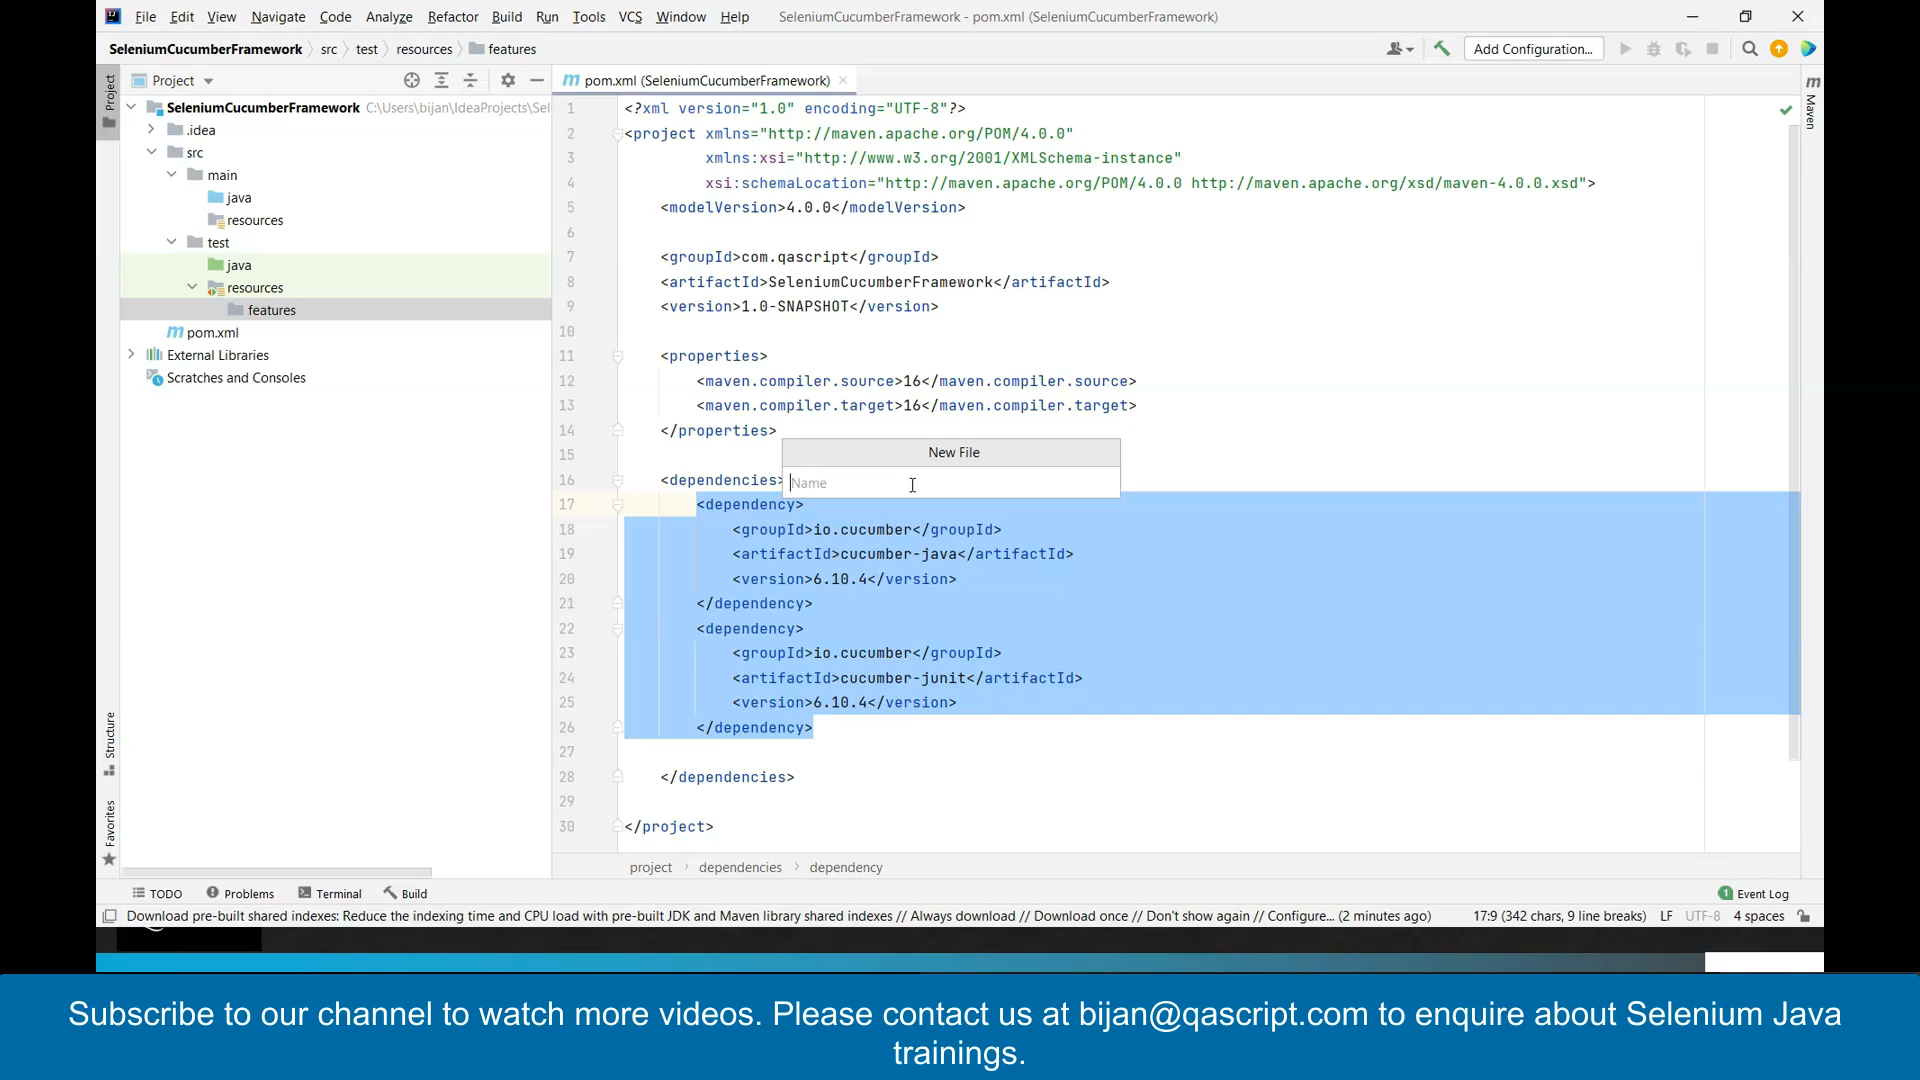 File Edit View Navigate Code Analyze Refactor Build Run Tools VCS Window Help SeleniumCucumberFramework - pom.xml (SeleniumCucumberFramework)
SeleniumCucumberFramework src test resources features Add Configuration...
Project pom.xml (SeleniumCucumberFramework)
SeleniumCucumberFramework C:\Users\bijan\IdeaProjects\Sel
.idea
src
main
java
resources
test
java
resources
features
pom.xml
External Libraries
Scratches and Consoles
Project
Structure
Favorites
Maven
1 <?xml version="1.0" encoding="UTF-8"?>
2 <project xmlns="http://maven.apache.org/POM/4.0.0"
3 xmlns:xsi="http://www.w3.org/2001/XMLSchema-instance"
4 xsi:schemaLocation="http://maven.apache.org/POM/4.0.0 http://maven.apache.org/xsd/maven-4.0.0.xsd">
5 <modelVersion>4.0.0</modelVersion>
6
7 <groupId>com.qascript</groupId>
8 <artifactId>SeleniumCucumberFramework</artifactId>
9 <version>1.0-SNAPSHOT</version>
10
11 <properties>
12 <maven.compiler.source>16</maven.compiler.source>
13 <maven.compiler.target>16</maven.compiler.target>
14 </properties>
New File
15
16 <dependencies>
Name
17 <dependency>
18 <groupId>io.cucumber</groupId>
19 <artifactId>cucumber-java</artifactId>
20 <version>6.10.4</version>
21 </dependency>
22 <dependency>
23 <groupId>io.cucumber</groupId>
24 <artifactId>cucumber-junit</artifactId>
25 <version>6.10.4</version>
26 </dependency>
27
28 </dependencies>
29
30 </project>
project dependencies dependency
TODO Problems Terminal Build 1 Event Log
Download pre-built shared indexes: Reduce the indexing time and CPU load with pre-built JDK and Maven library shared indexes // Always download // Download once // Don't show again // Configure... (2 minutes ago) 17:9 (342 chars, 9 line breaks) LF UTF-8 4 spaces
Subscribe to our channel to watch more videos. Please contact us at bijan@qascript.com to enquire about Selenium Java
trainings.